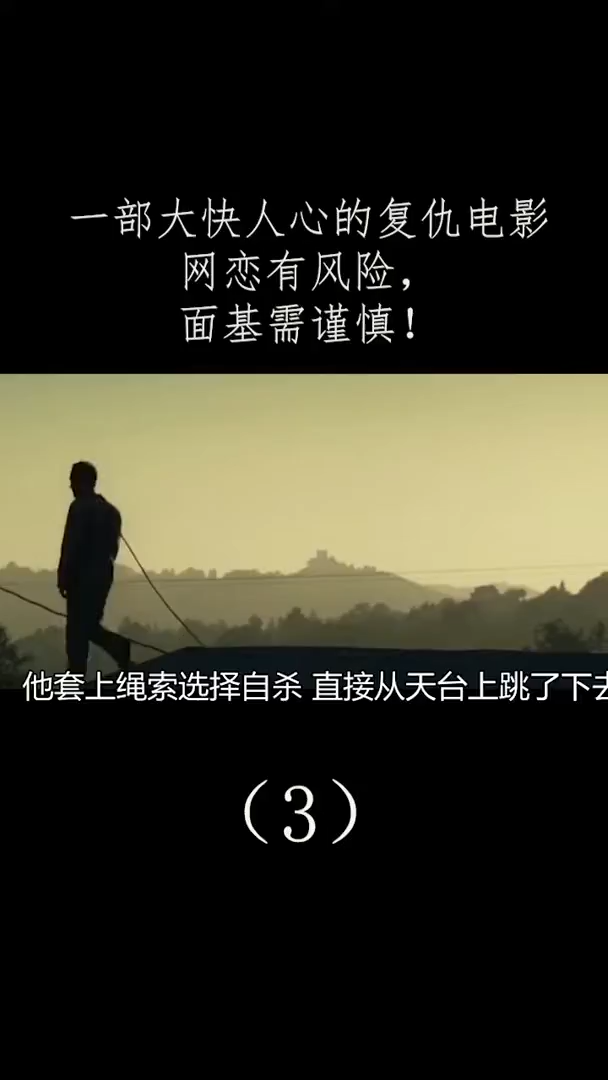 一部大快人心的复仇电影
网恋有风险，
面基需谨慎！
他套上绳索选择自杀 直接从天台上跳了下去
（3）